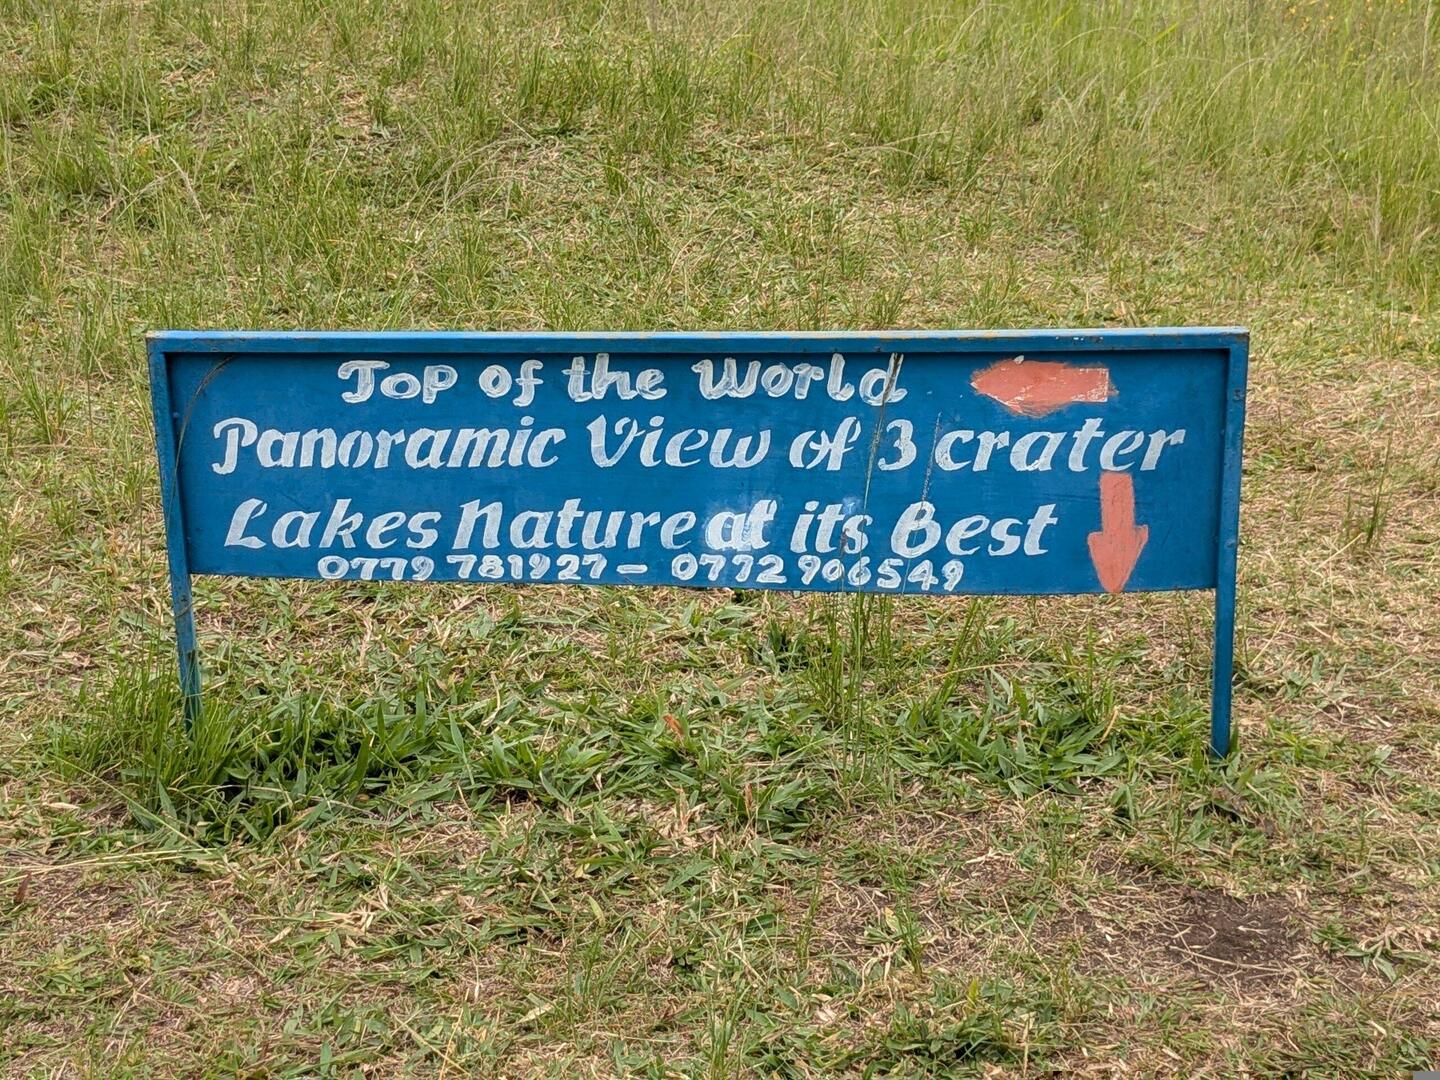 Top of the World
Panoramic View of 3 crater
Lakes Nature at its Best
0779 781927 - 0772 906549